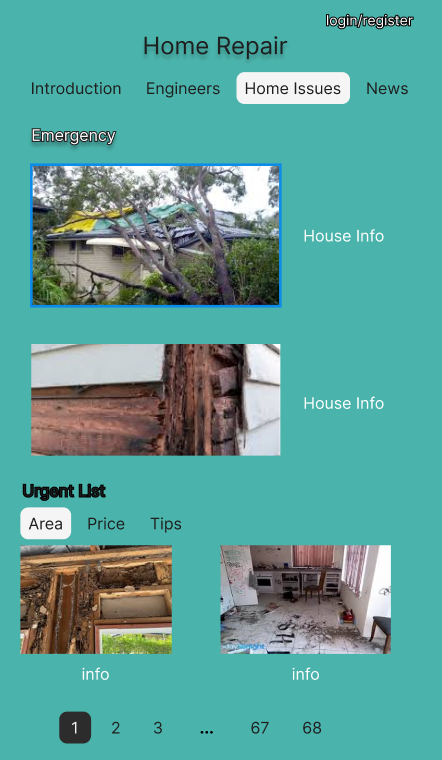 login/register
Home Repair
Introduction Engineers Home Issues News
Emergency
House Info
House Info
Urgent List
Area Price Tips
info info
1 2 3 ... 67 68